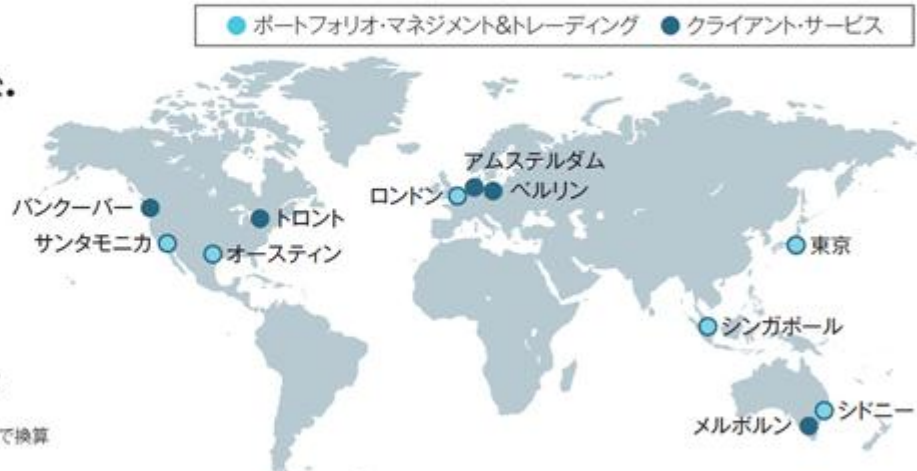 ポートフォリオ・マネジメント&トレーディング クライアント・サービス
アムステルダム
ロンドン
ベルリン
バンクーバー
トロント
サンタモニカ
オースティン
東京
シンガポール
シドニー
メルボルン
で換算